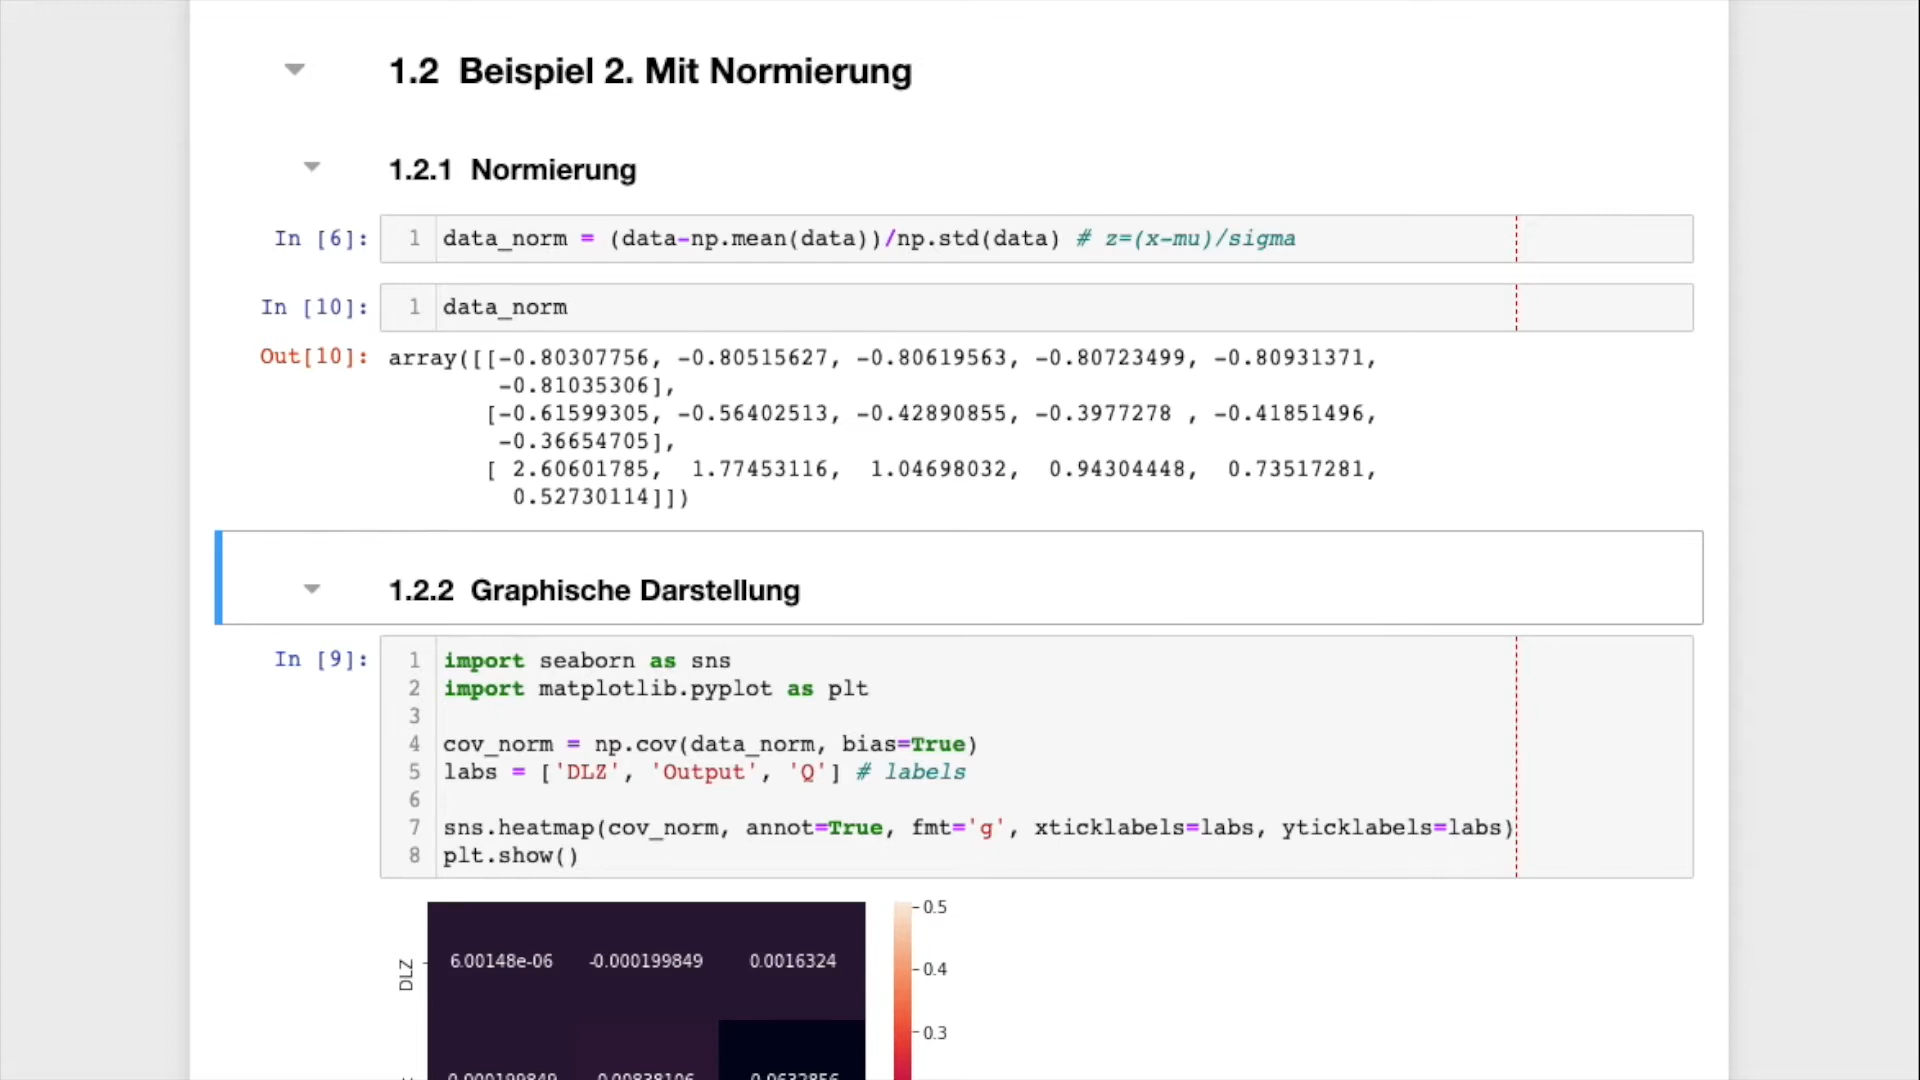 1.2 Beispiel 2. Mit Normierung
1.2.1 Normierung
In [6]: 1 data_norm = (data-np.mean(data))/np.std(data) # z=(x-mu)/sigma
In [10]: 1 data_norm
Out[10]: array([[-0.80307756, -0.80515627, -0.80619563, -0.80723499, -0.80931371,
-0.81035306],
[-0.61599305, -0.56402513, -0.42890855, -0.3977278 , -0.41851496,
-0.36654705],
[ 2.60601785, 1.77453116, 1.04698032, 0.94304448, 0.73517281,
0.52730114]])
1.2.2 Graphische Darstellung
In [9]: 1 import seaborn as sns
2 import matplotlib.pyplot as plt
3
4 cov_norm = np.cov(data_norm, bias=True)
5 labs = ['DLZ', 'Output', 'Q'] # labels
6
7 sns.heatmap(cov_norm, annot=True, fmt='g', xticklabels=labs, yticklabels=labs)
8 plt.show()
0.5
DLZ 6.00148e-06 -0.000199849 0.0016324
0.4
0.3